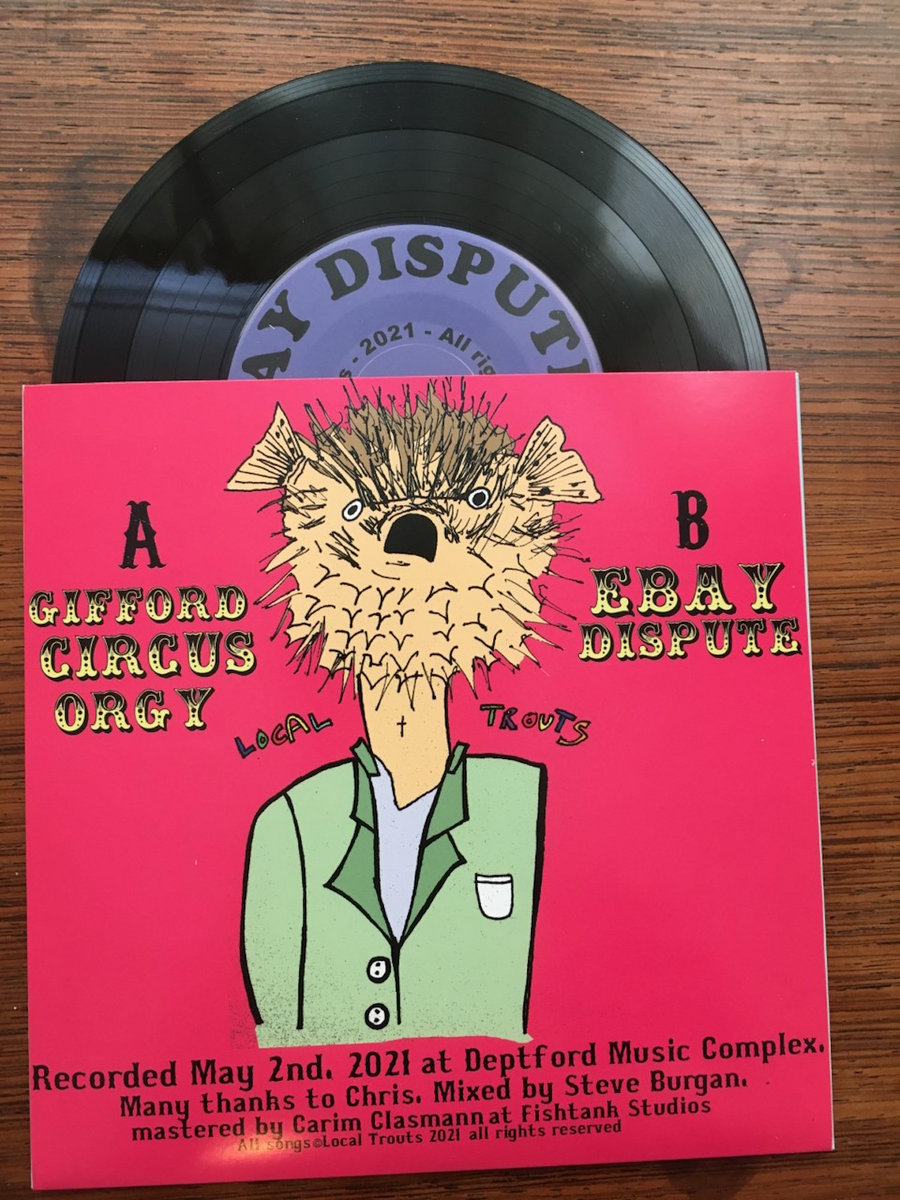 AY DISPUT
s - 2021 - All rig
A
GIFFORD
CIRCUS
ORGY
B
EBAY
DISPUTE
LOCAL TROUTS
Recorded May 2nd. 2021 at Deptford Music Complex.
Many thanks to Chris. Mixed by Steve Burgan.
mastered by Carim Clasmann at Fishtank Studios
All songs©Local Trouts 2021 all rights reserved